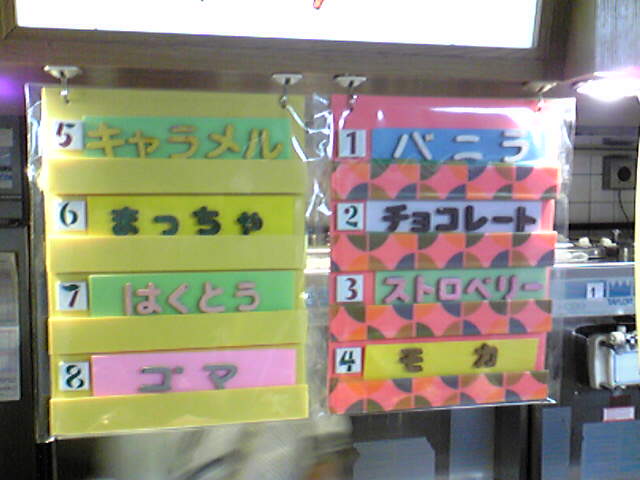 5 キャラメル
6 まっちゃ
7 はくとう
8 ゴマ
1 バニラ
2 チョコレート
3 ストロベリー
4 モカ
1
TAYLOR